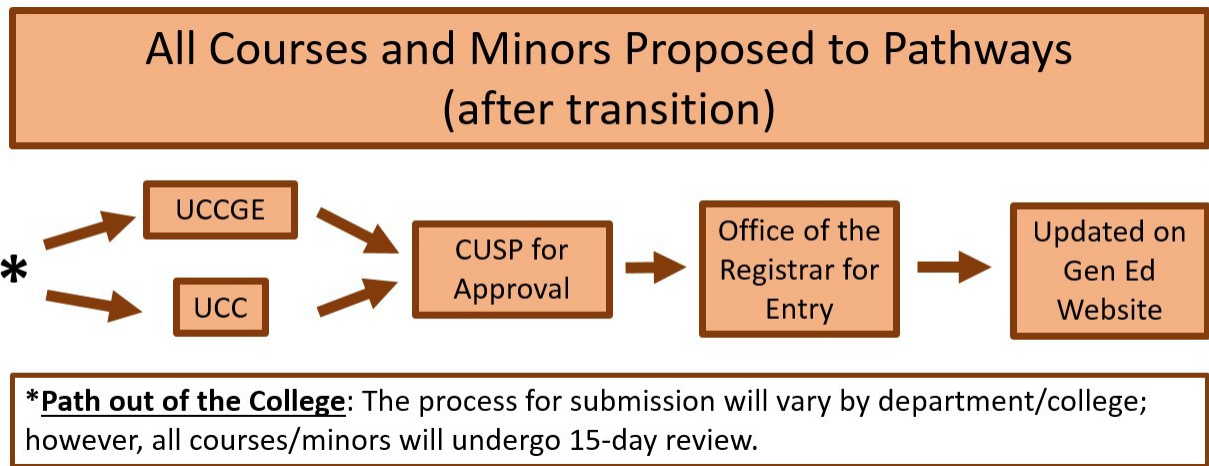 All Courses and Minors Proposed to Pathways
(after transition)
*
UCCGE
UCC
CUSP for
Approval
Office of the
Registrar for
Entry
Updated on
Gen Ed
Website
*Path out of the College: The process for submission will vary by department/college;
however, all courses/minors will undergo 15-day review.